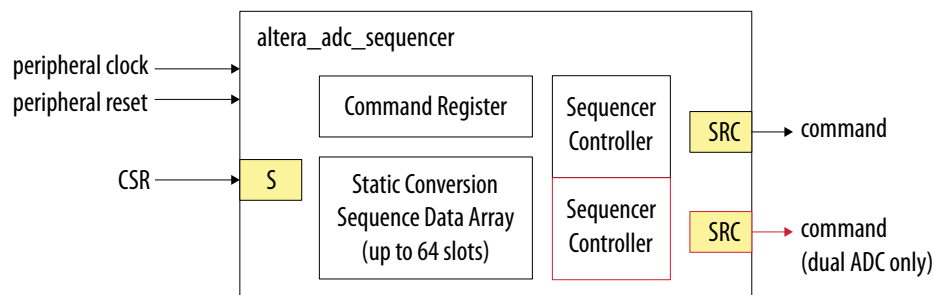 altera_adc_sequencer
peripheral clock
peripheral reset
Command Register
Sequencer
Controller
SRC
command
CSR
S
Static Conversion
Sequence Data Array
(up to 64 slots)
Sequencer
Controller
SRC
command
(dual ADC only)